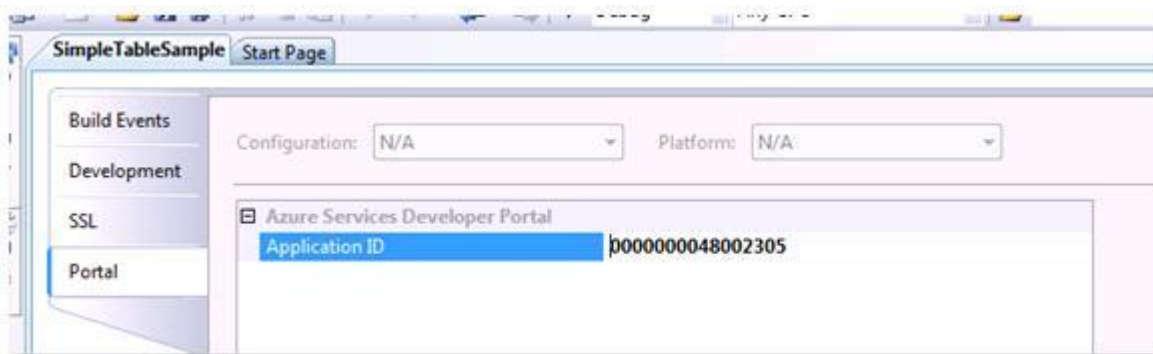 SimpleTableSample Start Page
Build Events
Development
SSL
Portal
Configuration: N/A Platform: N/A
Azure Services Developer Portal
Application ID 0000000048002305